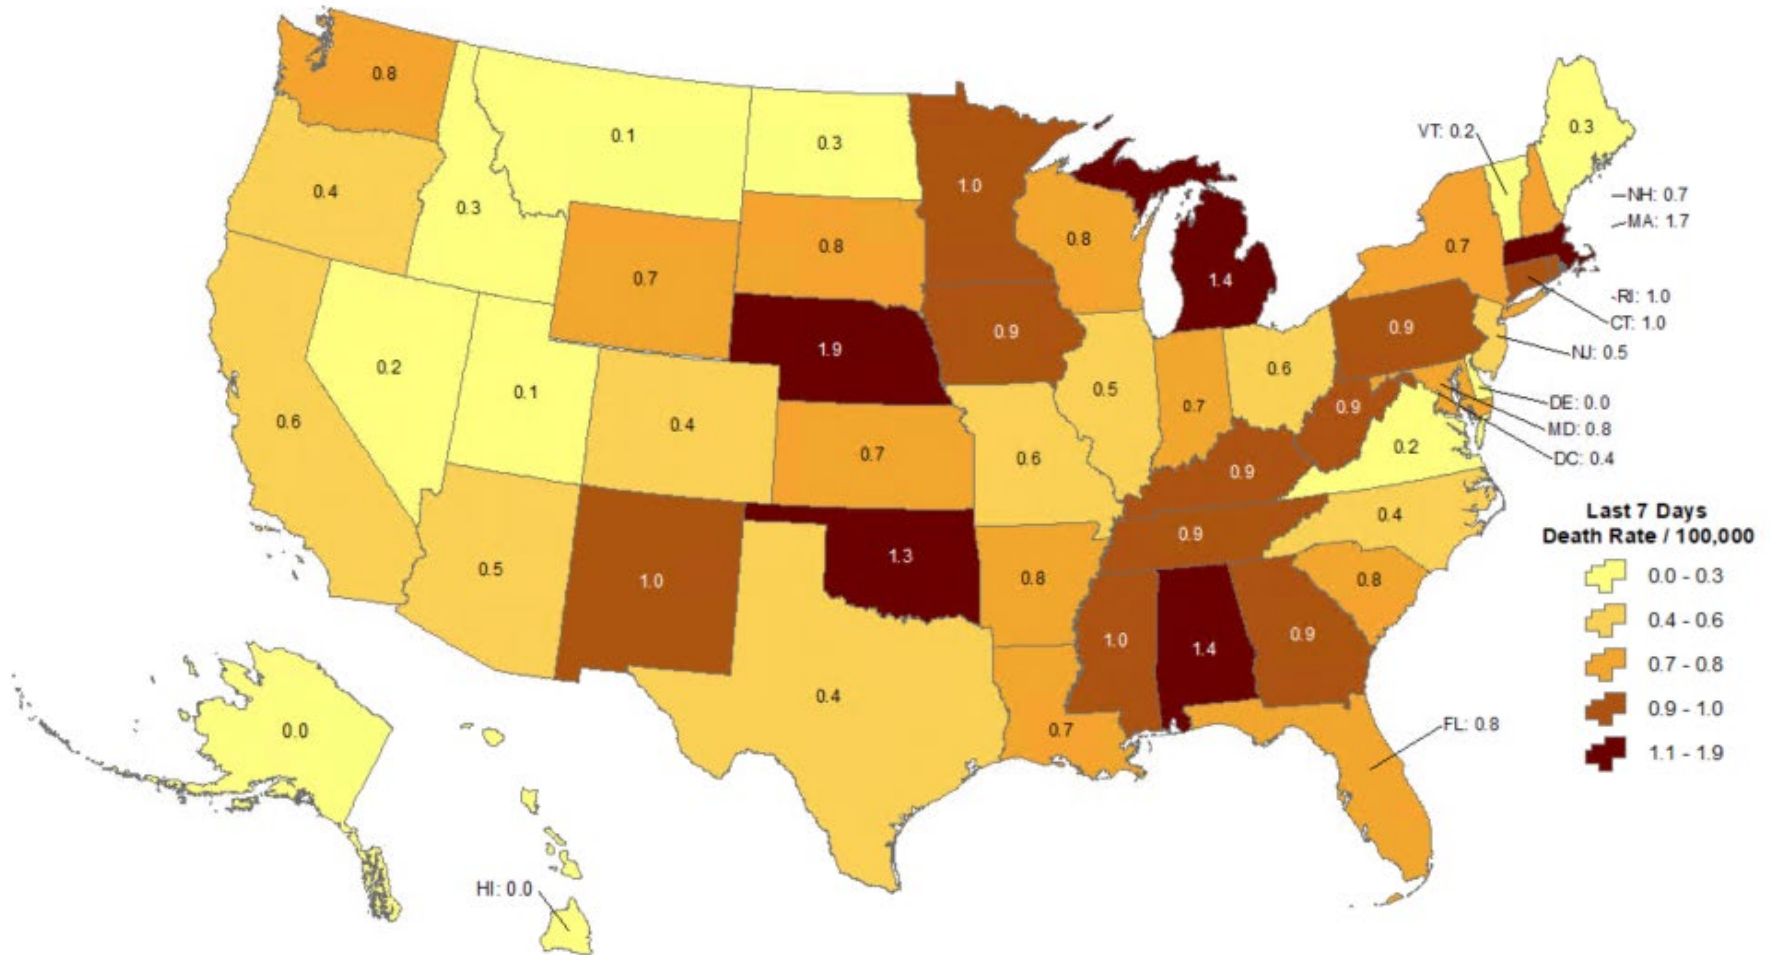 0.8
0.1
0.3
1.0
VT: 0.2
0.3
0.4
0.3
NH: 0.7
MA: 1.7
0.7
0.8
0.8
1.4
0.7
RI: 1.0
CT: 1.0
0.2
0.1
1.9
0.9
0.9
NJ: 0.5
0.6
0.4
0.7
0.6
0.5
0.7
0.6
0.9
DE: 0.0
MD: 0.8
DC: 0.4
0.2
0.9
0.5
1.0
1.3
0.8
0.9
0.4
0.8
0.4
0.7
1.0
1.4
0.9
FL: 0.8
0.0
HI: 0.0
Last 7 Days
Death Rate / 100,000
0.0 - 0.3
0.4 - 0.6
0.7 - 0.8
0.9 - 1.0
1.1 - 1.9